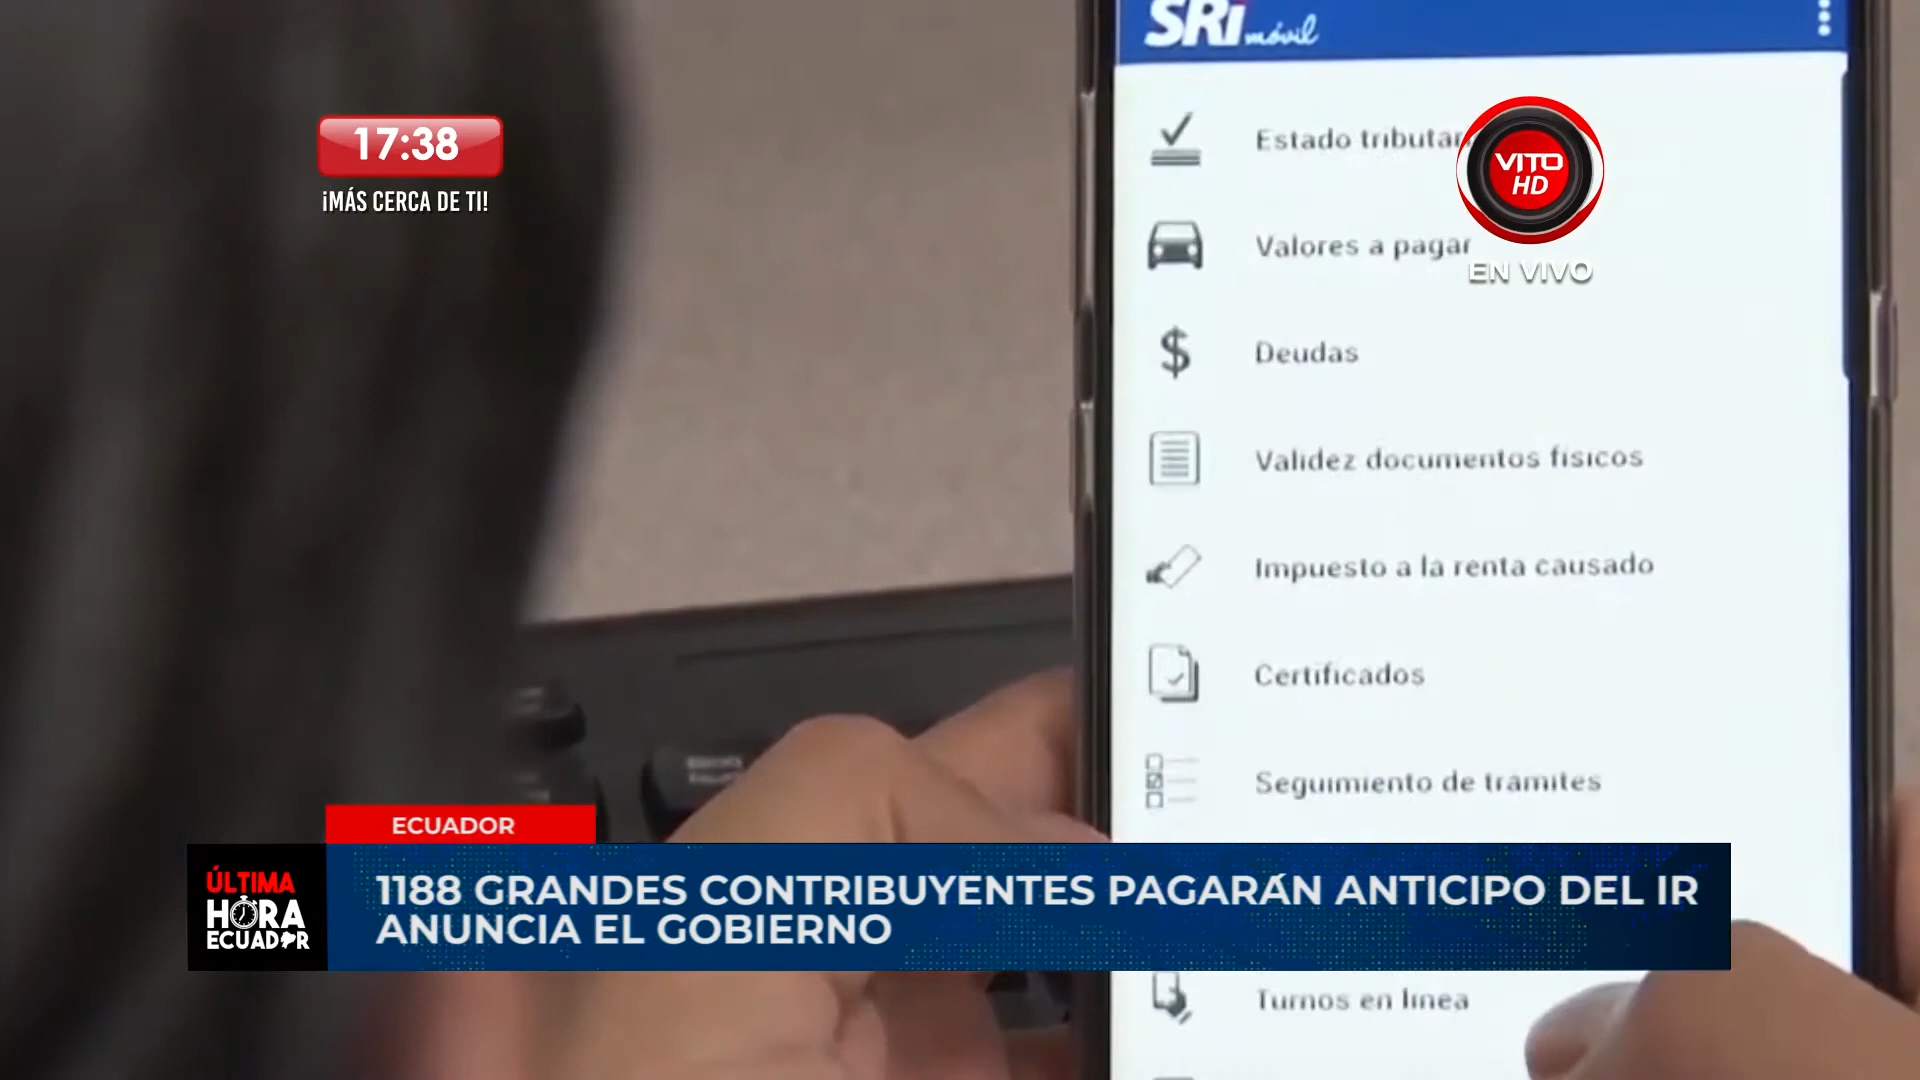 SRi móvil
17:38
¡MÁS CERCA DE TI!
VITO
HD
EN VIVO
Estado tributar
Valores a pagar
Deudas
Validez documentos físicos
Impuesto a la renta causado
Certificados
Seguimiento de trámites
Turnos en línea
ECUADOR
ÚLTIMA
HORA
ECUADOR
1188 GRANDES CONTRIBUYENTES PAGARÁN ANTICIPO DEL IR
ANUNCIA EL GOBIERNO